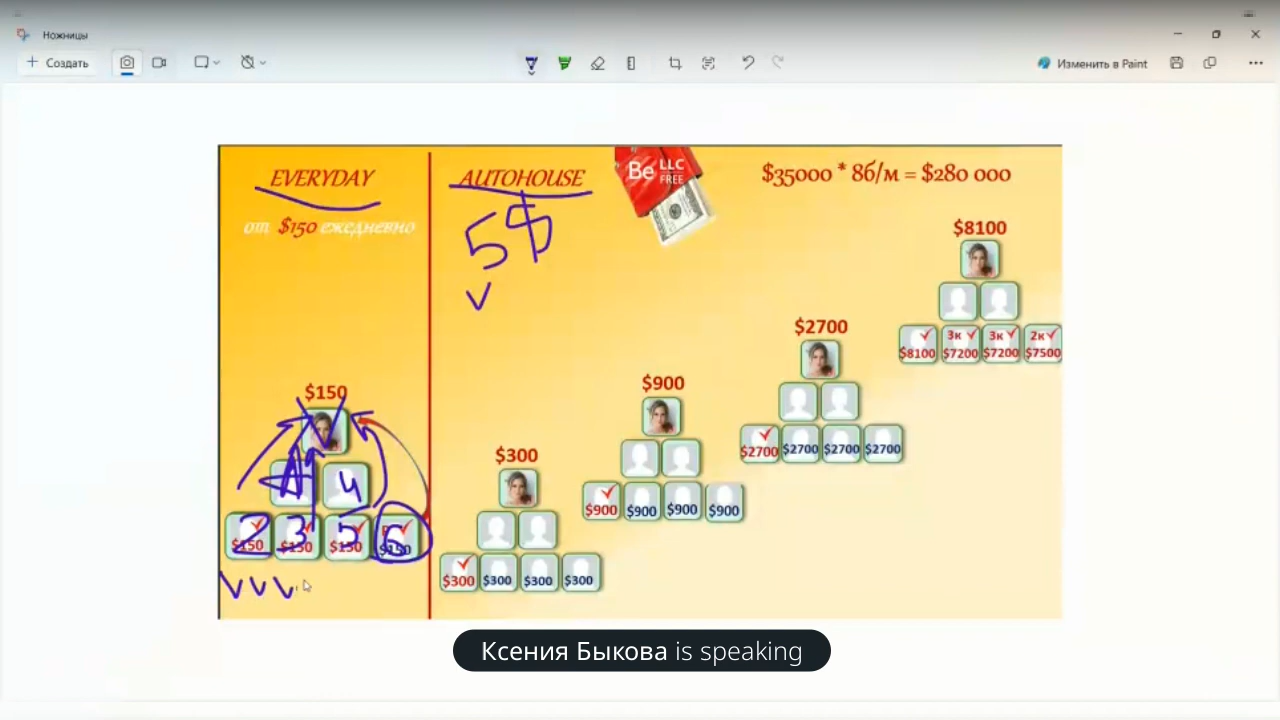 Ножницы
Создать
Изменить в Paint
EVERYDAY
от $150 ежедневно
AUTOHOUSE
5$
V
Be LLC FREE
$35000 * 8б/м = $280 000
$8100
$8100
3к $7200
3к $7200
2к $7500
$2700
$2700 $2700 $2700 $2700
$900
$900 $900 $900 $900
$300
$300 $300 $300 $300
$150
4
2 3 5 6
$150 $150 $150 $150
V V V
Ксения Быкова is speaking